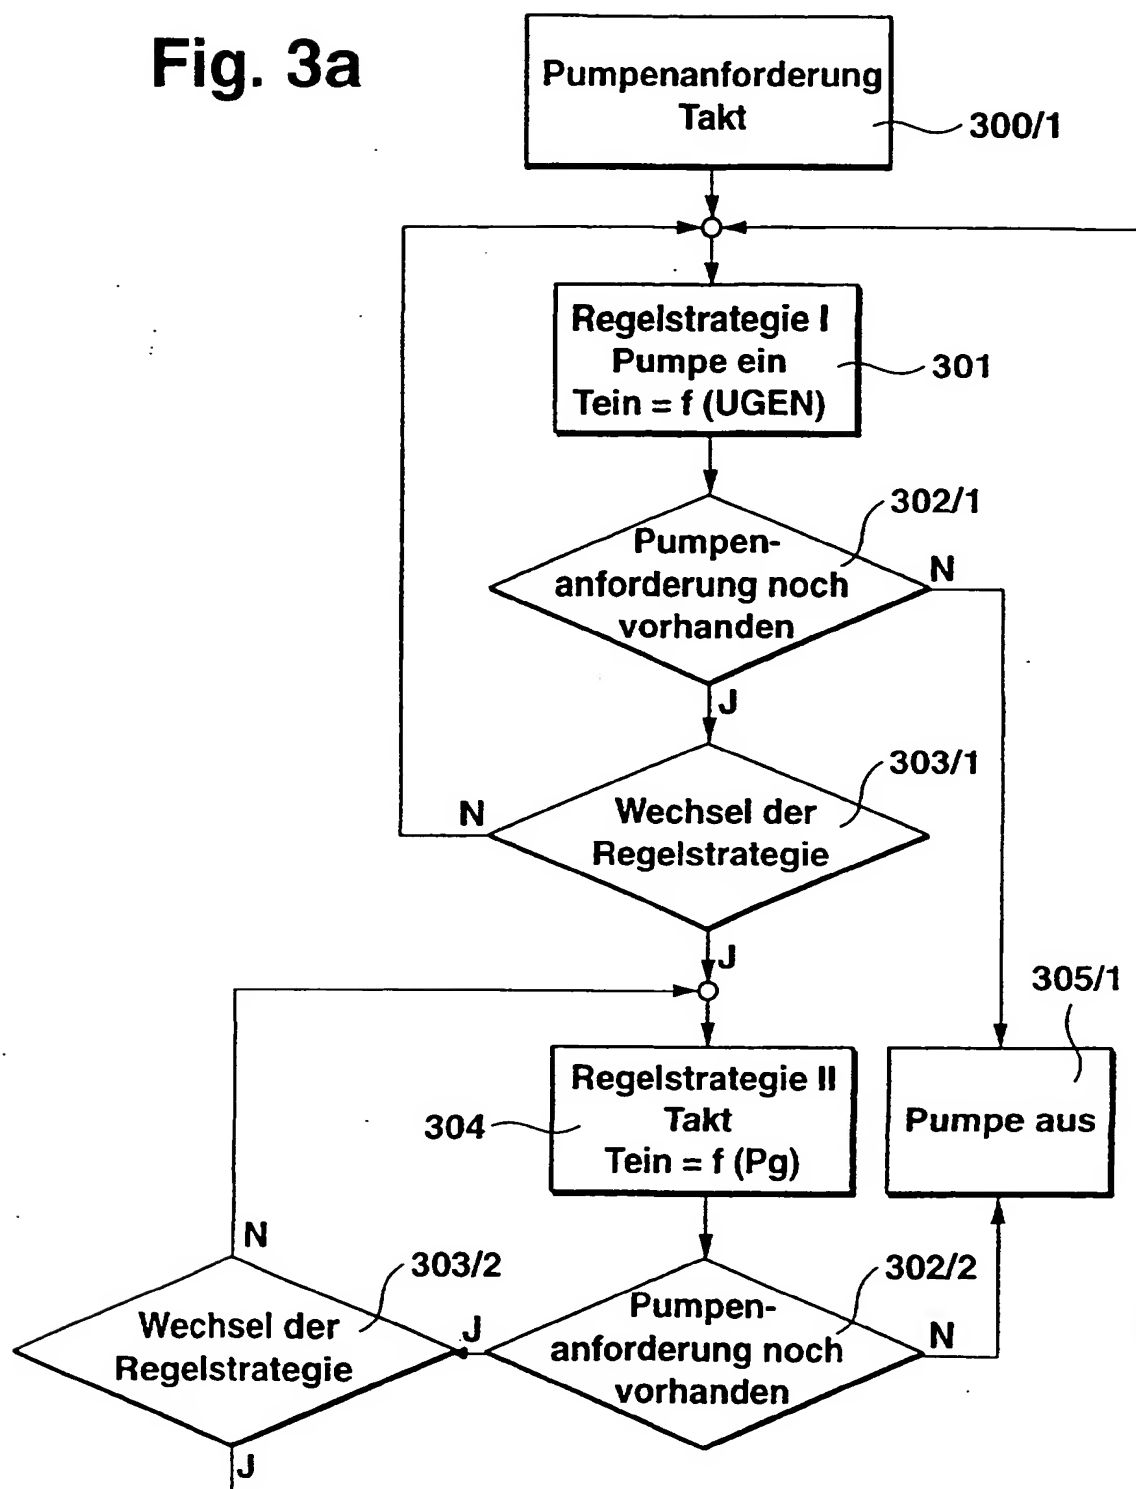 Fig. 3a
Pumpenanforderung
Takt
300/1
Regelstrategie I
Pumpe ein
Tein = f (UGEN)
301
302/1
Pumpen-
anforderung noch
vorhanden
N
J
303/1
Wechsel der
Regelstrategie
N
J
305/1
Regelstrategie II
Takt
Tein = f (Pg)
304
Pumpe aus
N
303/2
Wechsel der
Regelstrategie
J
302/2
Pumpen-
anforderung noch
vorhanden
N
J